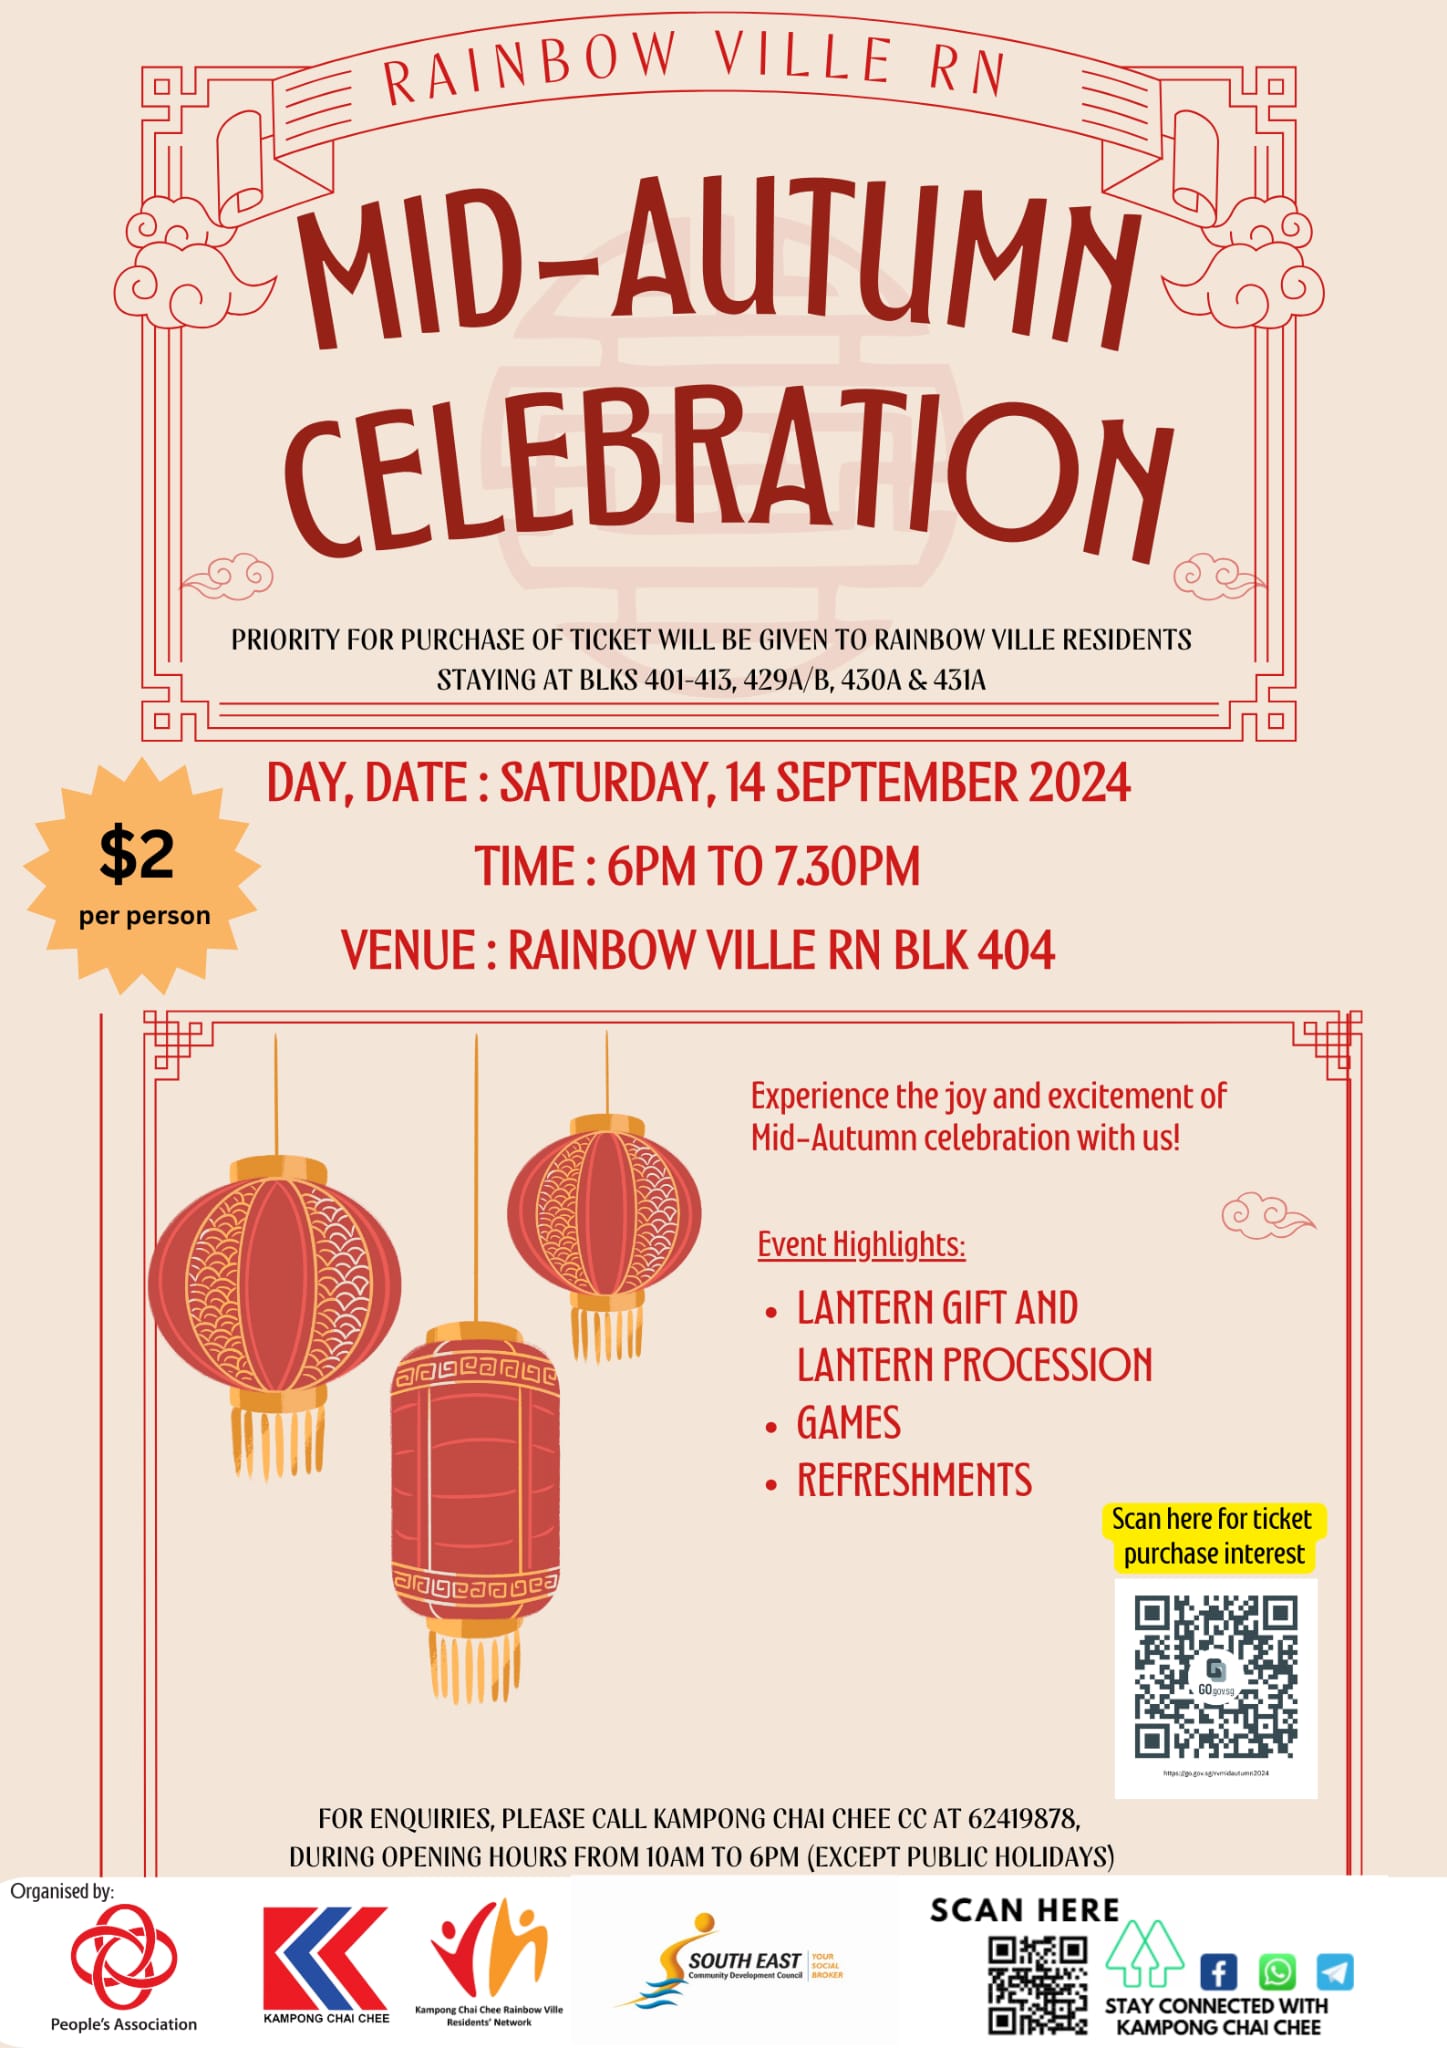 RAINBOW VILLE RN
MID-AUTUMN
CELEBRATION
PRIORITY FOR PURCHASE OF TICKET WILL BE GIVEN TO RAINBOW VILLE RESIDENTS
STAYING AT BLKS 401-413, 429A/B, 430A & 431A
DAY, DATE : SATURDAY, 14 SEPTEMBER 2024
$2
per person
TIME : 6PM TO 7.30PM
VENUE : RAINBOW VILLE RN BLK 404
Experience the joy and excitement of
Mid-Autumn celebration with us!
Event Highlights:
• LANTERN GIFT AND
LANTERN PROCESSION
• GAMES
• REFRESHMENTS
Scan here for ticket
purchase interest
GOgov.sg
https://go.gov.sg/rvmidautumn2024
FOR ENQUIRIES, PLEASE CALL KAMPONG CHAI CHEE CC AT 62419878,
DURING OPENING HOURS FROM 10AM TO 6PM (EXCEPT PUBLIC HOLIDAYS)
Organised by:
People's Association
KAMPONG CHAI CHEE
Kampong Chai Chee Rainbow Ville
Residents' Network
SOUTH EAST
Community Development Council
YOUR
SOCIAL
BROKER
SCAN HERE
STAY CONNECTED WITH
KAMPONG CHAI CHEE